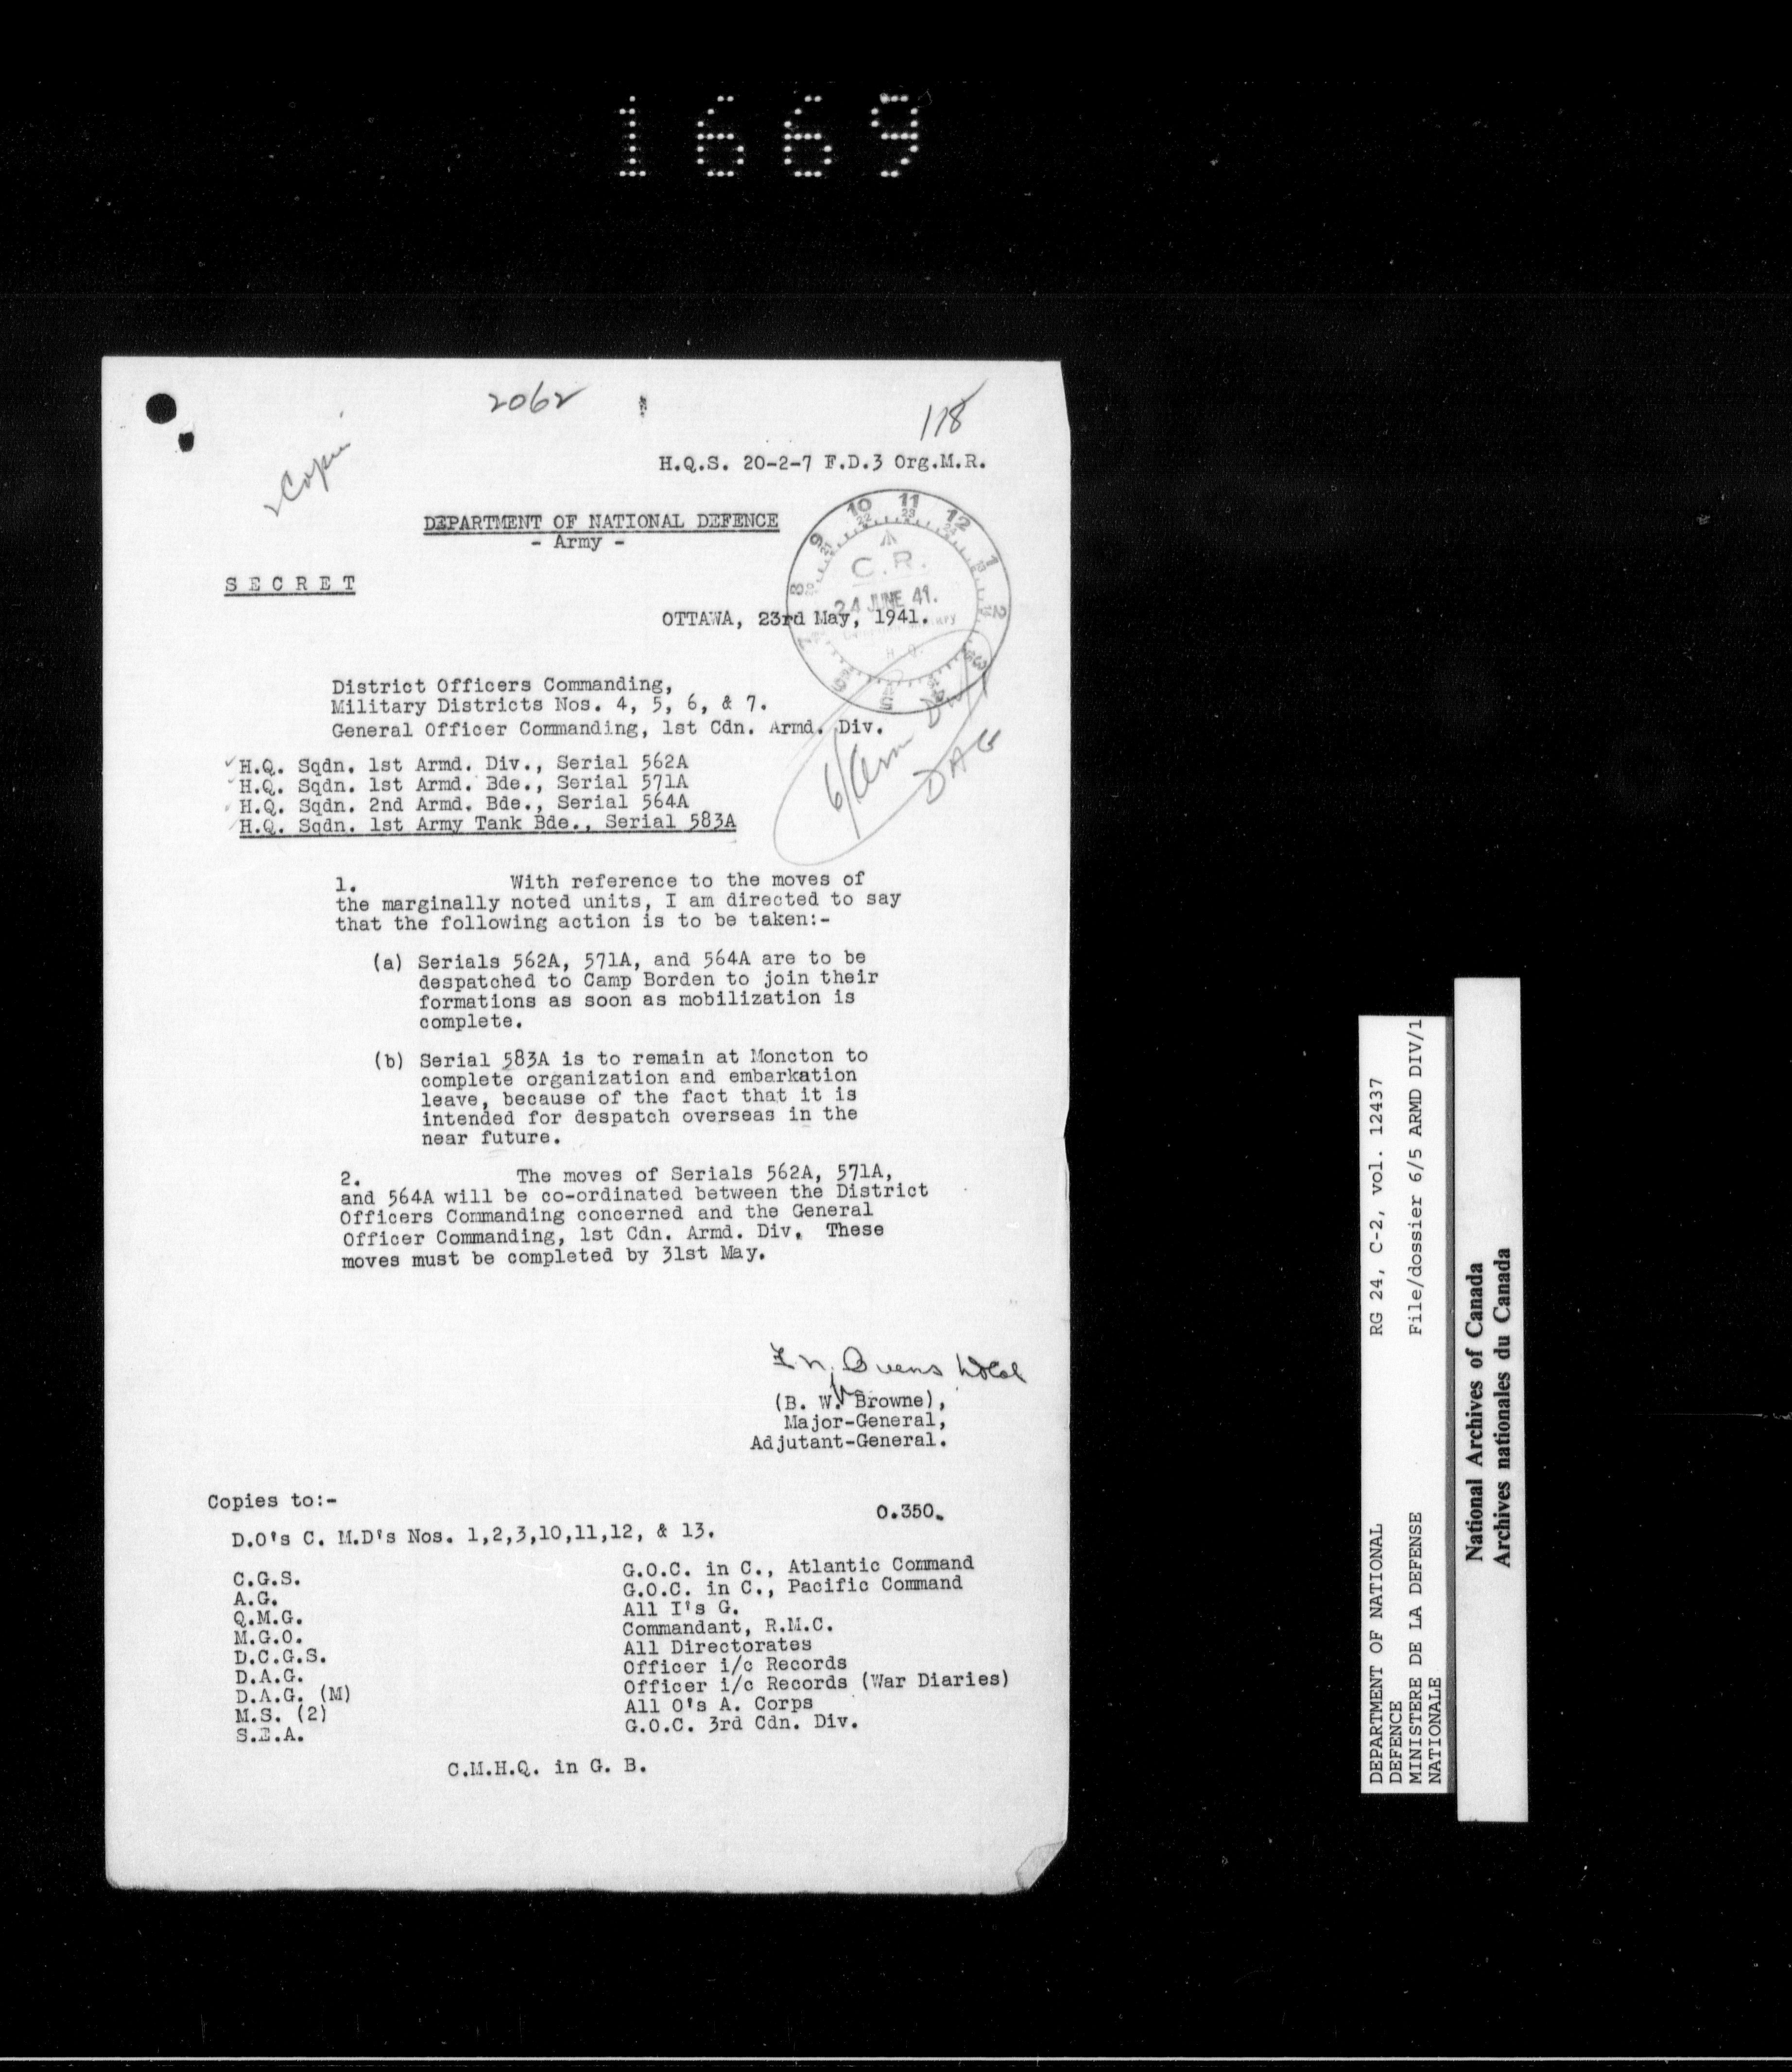 1669
2062
118
H.Q.S. 20-2-7 F.D.3 Org.M.R.
DEPARTMENT OF NATIONAL DEFENCE
- Army -
S E C R E T
C.R.
24 JUNE 41.
OTTAWA, 23rd May, 1941.
H.Q.
District Officers Commanding,
Military Districts Nos. 4, 5, 6, & 7.
General Officer Commanding, 1st Cdn. Armd. Div.
DAG
H.Q. Sqdn. 1st Armd. Div., Serial 562A
H.Q. Sqdn. 1st Armd. Bde., Serial 571A
H.Q. Sqdn. 2nd Armd. Bde., Serial 564A
H.Q. Sqdn. 1st Army Tank Bde., Serial 583A
1. With reference to the moves of
the marginally noted units, I am directed to say
that the following action is to be taken:-
(a) Serials 562A, 571A, and 564A are to be
despatched to Camp Borden to join their
formations as soon as mobilization is
complete.
(b) Serial 583A is to remain at Moncton to
complete organization and embarkation
leave, because of the fact that it is
intended for despatch overseas in the
near future.
2. The moves of Serials 562A, 571A,
and 564A will be co-ordinated between the District
Officers Commanding concerned and the General
Officer Commanding, 1st Cdn. Armd. Div. These
moves must be completed by 31st May.
(B. W. Browne),
Major-General,
Adjutant-General.
Copies to:-
0.350.
D.O's C. M.D's Nos. 1,2,3,10,11,12, & 13.
C.G.S.
A.G.
Q.M.G.
M.G.O.
D.C.G.S.
D.A.G.
D.A.G. (M)
M.S. (2)
S.E.A.
G.O.C. in C., Atlantic Command
G.O.C. in C., Pacific Command
All I's G.
Commandant, R.M.C.
All Directorates
Officer i/c Records
Officer i/c Records (War Diaries)
All O's A. Corps
G.O.C. 3rd Cdn. Div.
C.M.H.Q. in G. B.
DEPARTMENT OF NATIONAL
DEFENCE
MINISTERE DE LA DEFENSE
NATIONALE
RG 24, C-2, vol. 12437
File/dossier 6/5 ARMD DIV/1
National Archives of Canada
Archives nationales du Canada